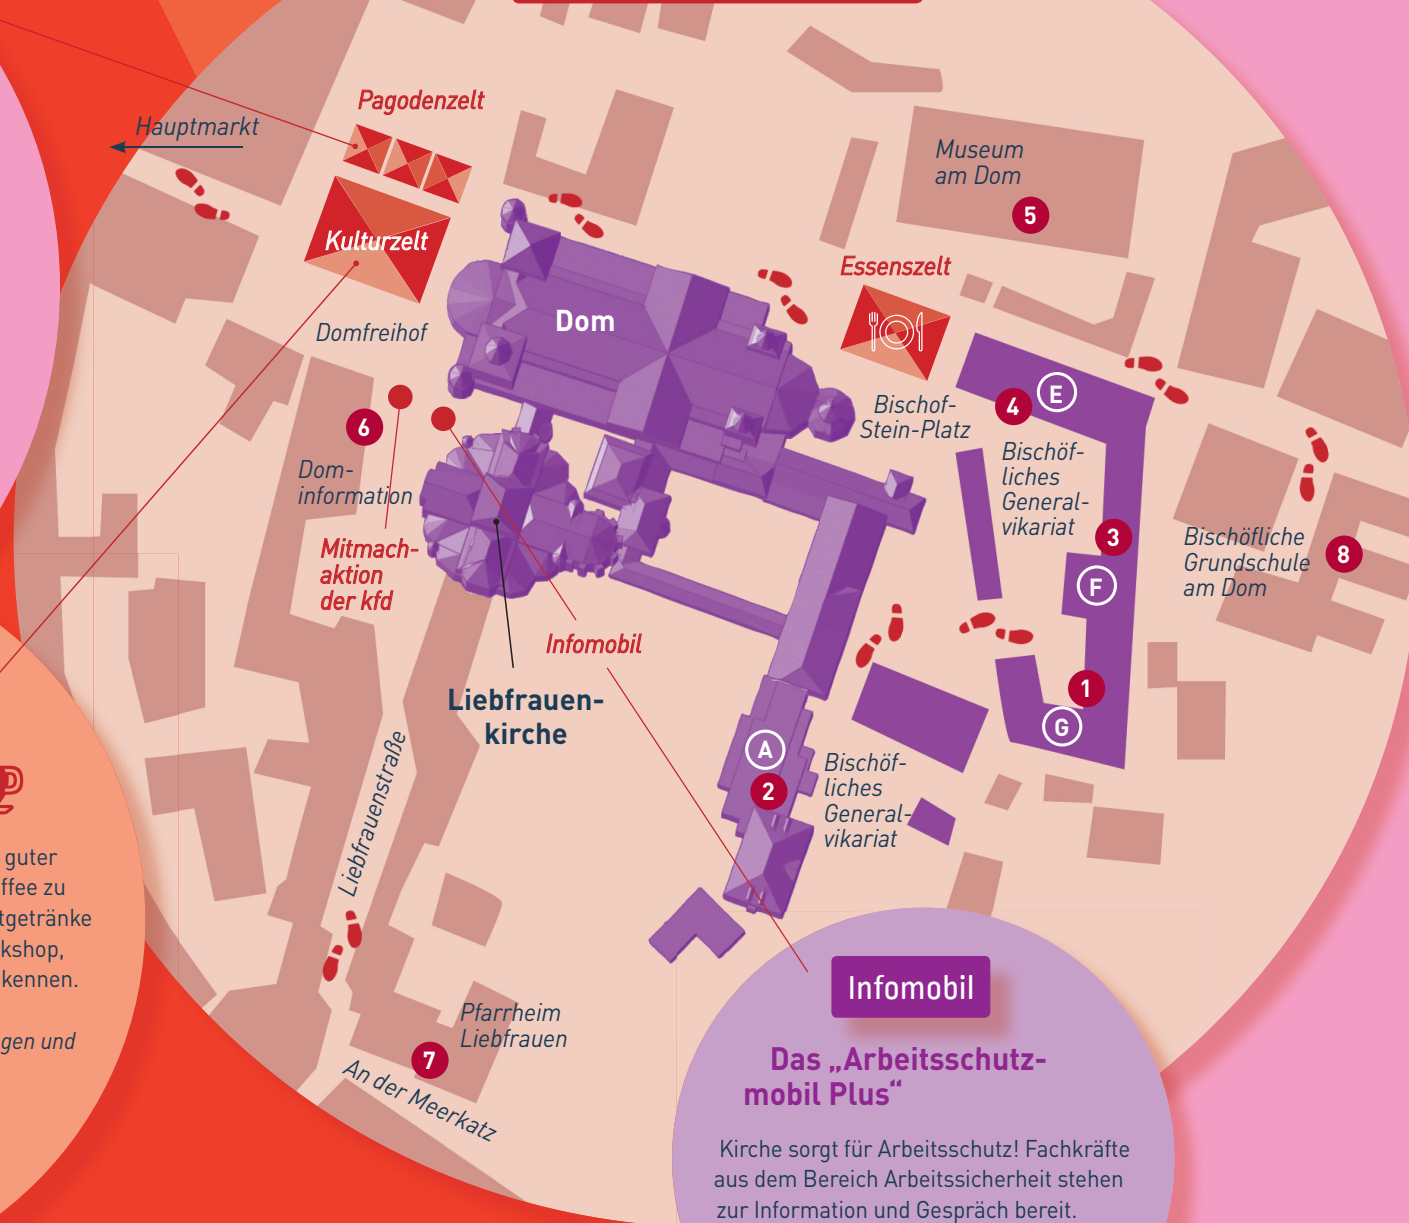 Pagodenzelt
Hauptmarkt
Kulturzelt
Domfreihof
Dom
Museum
am Dom
5
Essenszelt
Bischof-
Stein-Platz
4
E
Bischöf-
liches
General-
vikariat
3
F
1
G
Bischöfliche
Grundschule
am Dom
8
6
Dom-
information
Mitmach-
aktion
der kfd
Infomobil
Liebfrauen-
kirche
A
2
Bischöf-
liches
General-
vikariat
Liebfrauenstraße
Pfarrheim
Liebfrauen
7
An der Meerkatz
guter
ffee zu
tgetränke
kshop,
kennen.
gen und
Infomobil
Das „Arbeitsschutz-
mobil Plus“
Kirche sorgt für Arbeitsschutz! Fachkräfte
aus dem Bereich Arbeitssicherheit stehen
zur Information und Gespräch bereit.